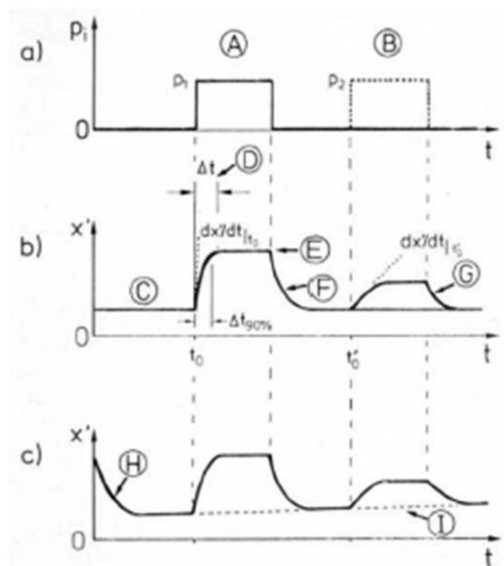 a)
pᵢ
Ⓐ
Ⓑ
p₁
p₂
0
t
b)
x'
Δt
Ⓓ
dx'/dt|t₀
Ⓔ
Ⓒ
Ⓕ
dx'/dt|t₀'
Ⓖ
Δt₉₀%
0
t₀
t₀'
t
c)
x'
Ⓗ
Ⓘ
0
t